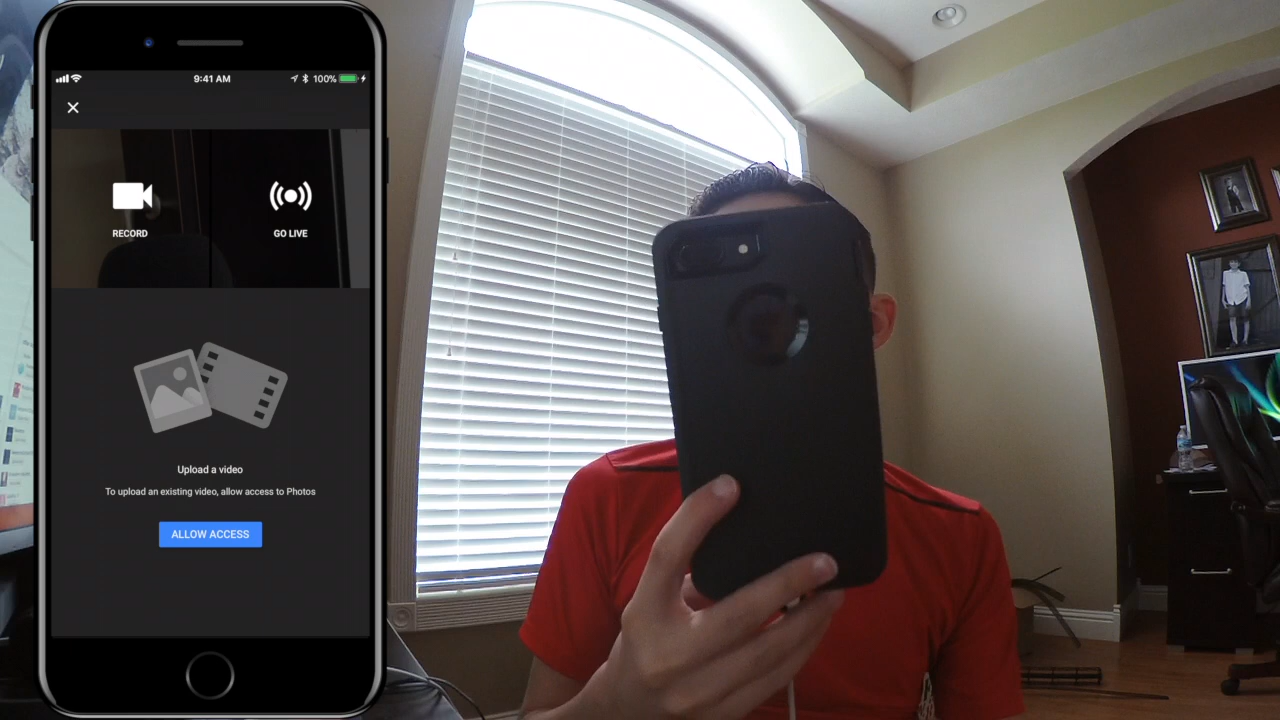 9:41 AM 100%
RECORD GO LIVE
Upload a video
To upload an existing video, allow access to Photos
ALLOW ACCESS